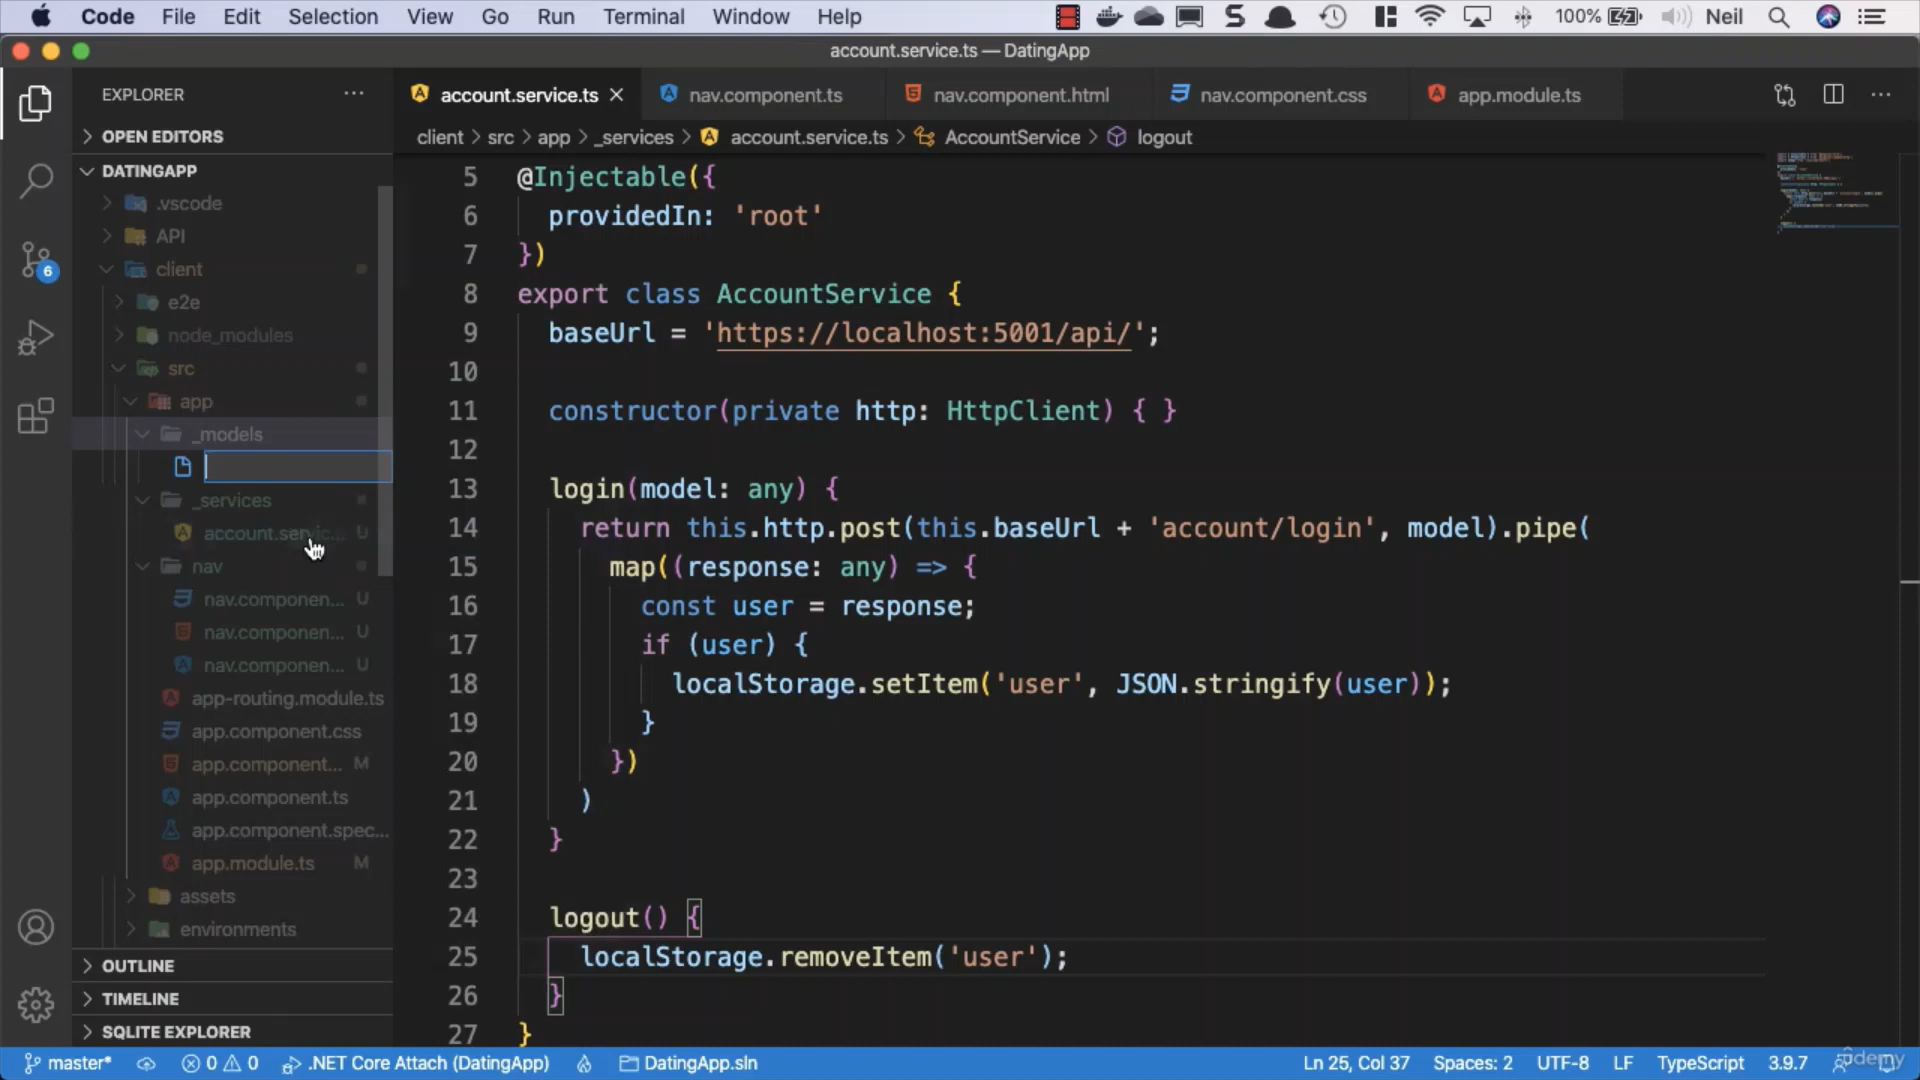 Code File Edit Selection View Go Run Terminal Window Help 100% Neil
account.service.ts — DatingApp
EXPLORER
account.service.ts nav.component.ts nav.component.html nav.component.css app.module.ts
OPEN EDITORS
client > src > app > _services > account.service.ts > AccountService > logout
DATINGAPP
.vscode
API
client
e2e
node_modules
src
app
_models
_services
account.servic... U
nav
nav.componen... U
nav.componen... U
nav.componen... U
app-routing.module.ts
app.component.css
app.component... M
app.component.ts
app.component.spec...
app.module.ts M
assets
environments
OUTLINE
TIMELINE
SQLITE EXPLORER
6
5 @Injectable({
6 providedIn: 'root'
7 })
8 export class AccountService {
9 baseUrl = 'https://localhost:5001/api/';
10
11 constructor(private http: HttpClient) { }
12
13 login(model: any) {
14 return this.http.post(this.baseUrl + 'account/login', model).pipe(
15 map((response: any) => {
16 const user = response;
17 if (user) {
18 localStorage.setItem('user', JSON.stringify(user));
19 }
20 })
21 )
22 }
23
24 logout() {
25 localStorage.removeItem('user');
26 }
27 }
master* 0 0 .NET Core Attach (DatingApp) DatingApp.sln Ln 25, Col 37 Spaces: 2 UTF-8 LF TypeScript 3.9.7
udemy